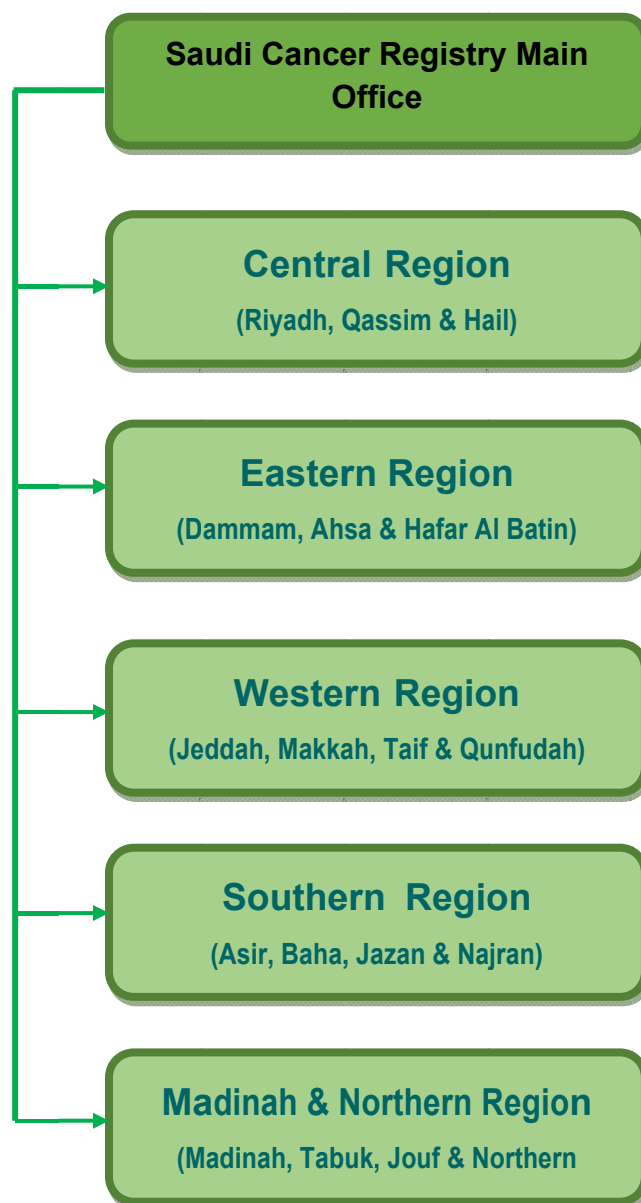 Saudi Cancer Registry Main
Office
Central Region
(Riyadh, Qassim & Hail)
Eastern Region
(Dammam, Ahsa & Hafar Al Batin)
Western Region
(Jeddah, Makkah, Taif & Qunfudah)
Southern Region
(Asir, Baha, Jazan & Najran)
Madinah & Northern Region
(Madinah, Tabuk, Jouf & Northern